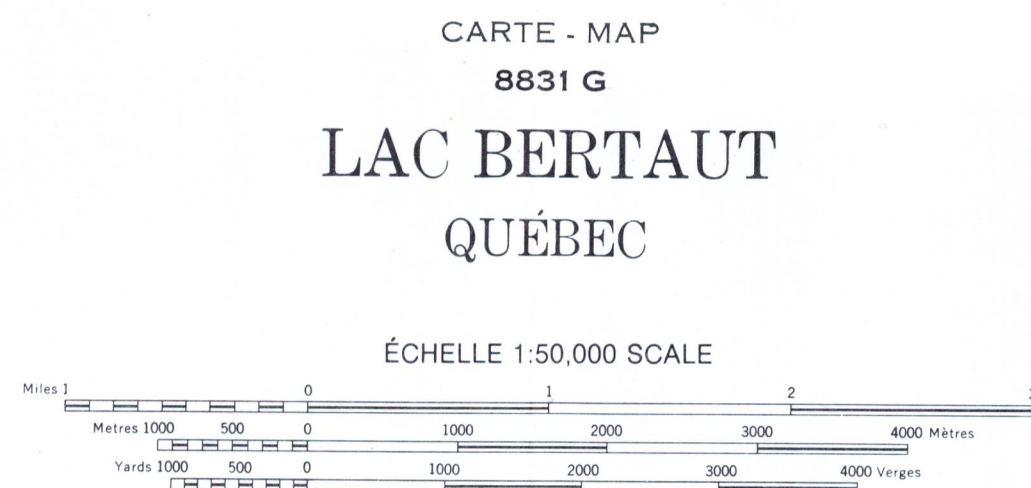 CARTE - MAP
8831 G
LAC BERTAUT
QUÉBEC
ÉCHELLE 1:50,000 SCALE
Miles 1 0 1 2
Metres 1000 500 0 1000 2000 3000 4000 Mètres
Yards 1000 500 0 1000 2000 3000 4000 Verges